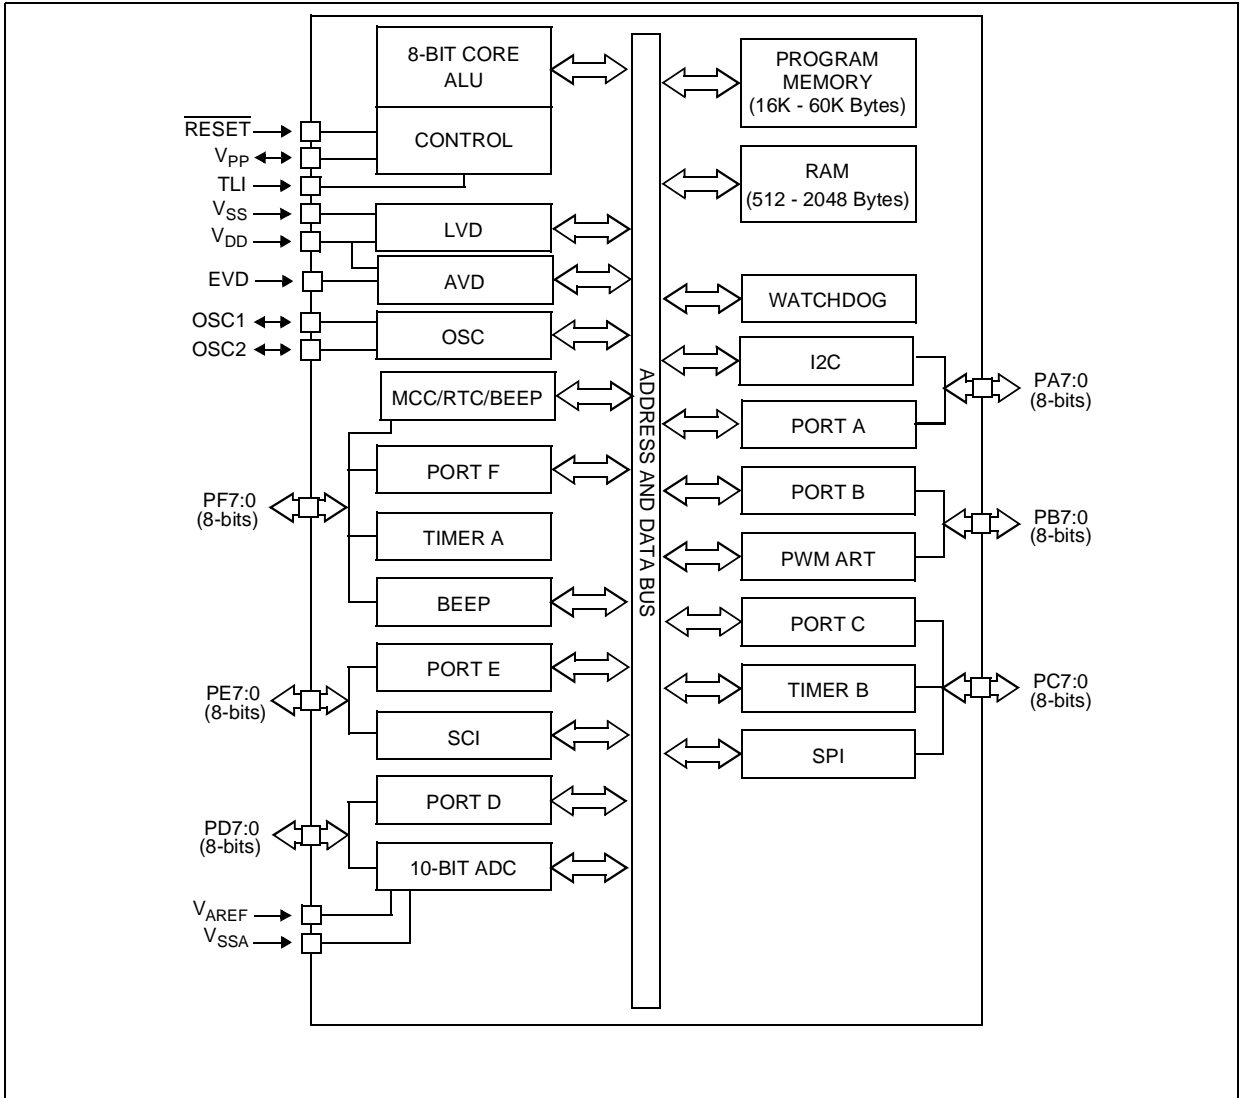 8-BIT CORE
ALU
CONTROL
RESET
VPP
TLI
VSS
VDD
EVD
OSC1
OSC2
LVD
AVD
OSC
MCC/RTC/BEEP
PORT F
TIMER A
BEEP
PF7:0
(8-bits)
PORT E
SCI
PE7:0
(8-bits)
PORT D
10-BIT ADC
PD7:0
(8-bits)
VAREF
VSSA
ADDRESS AND DATA BUS
PROGRAM
MEMORY
(16K - 60K Bytes)
RAM
(512 - 2048 Bytes)
WATCHDOG
I2C
PORT A
PA7:0
(8-bits)
PORT B
PWM ART
PB7:0
(8-bits)
PORT C
TIMER B
SPI
PC7:0
(8-bits)